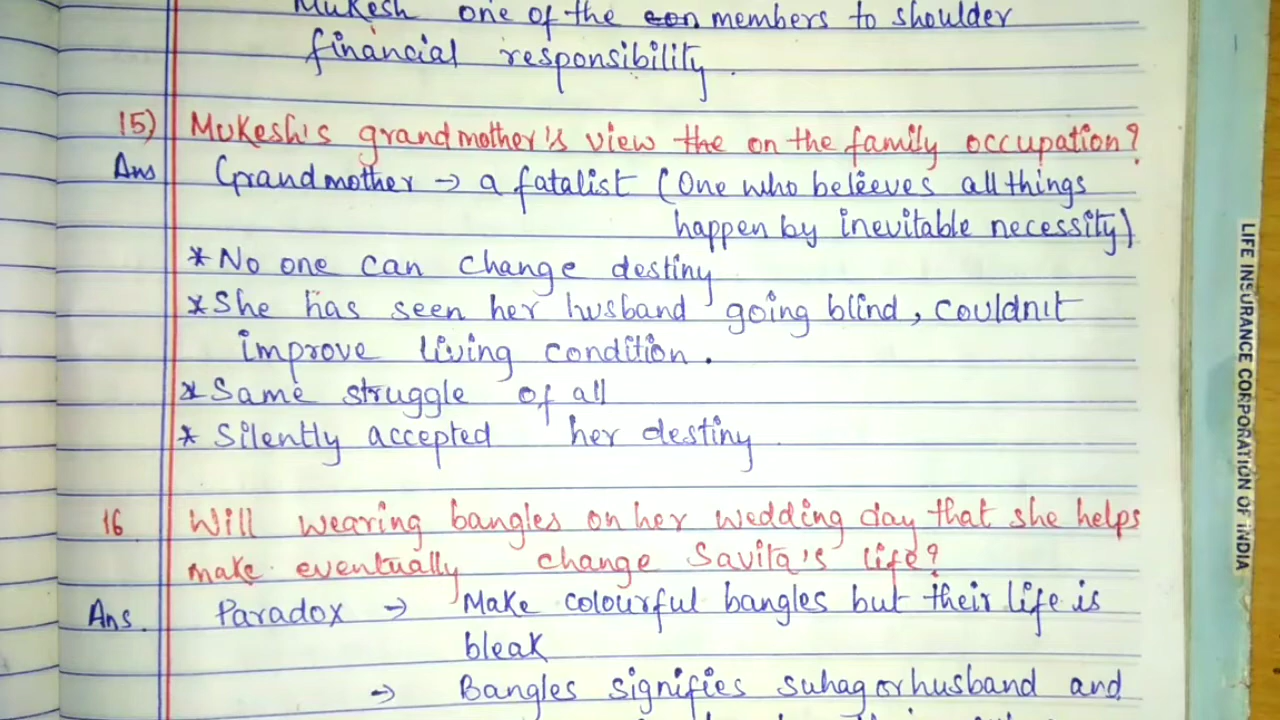 Mukesh one of the con members to shoulder
financial responsibility.
15) Mukesh's grandmother's view the on the family occupation?
Ans Grandmother → a fatalist (One who beleeves all things
happen by inevitable necessity)
* No one can change destiny
* She has seen her husband going blind, couldn't
improve living condition.
* Same struggle of all
* Silently accepted her destiny
16 Will wearing bangles on her wedding day that she helps
make eventually change Savita's life?
Ans. Paradox → Make colourful bangles but their life is
bleak
→ Bangles signifies suhag or husband and
LIFE INSURANCE CORPORATION OF INDIA